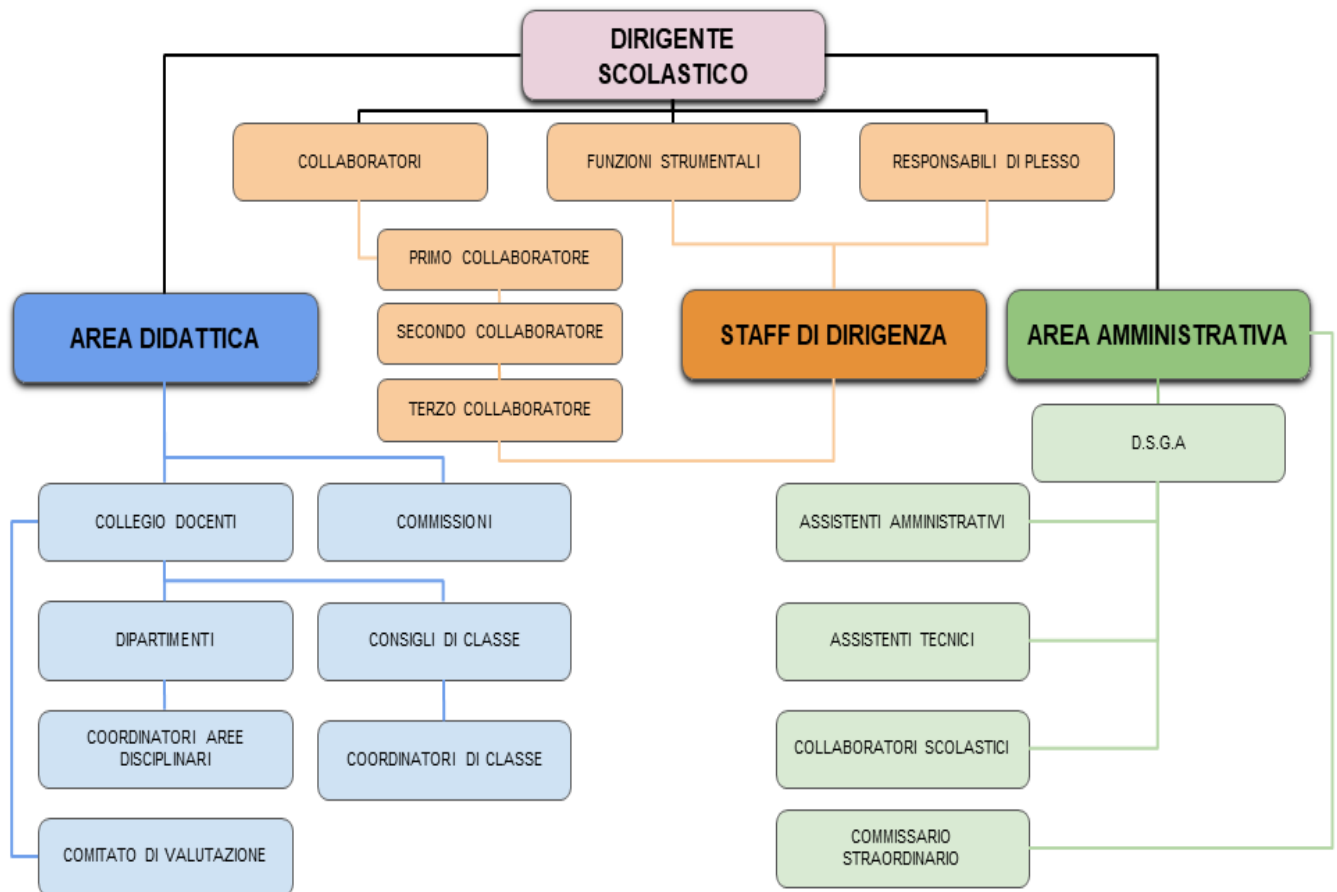 DIRIGENTE
SCOLASTICO
COLLABORATORI
FUNZIONI STRUMENTALI
RESPONSABILI DI PLESSO
PRIMO COLLABORATORE
SECONDO COLLABORATORE
TERZO COLLABORATORE
AREA DIDATTICA
STAFF DI DIRIGENZA
AREA AMMINISTRATIVA
D.S.G.A
COLLEGIO DOCENTI
COMMISSIONI
DIPARTIMENTI
CONSIGLI DI CLASSE
COORDINATORI AREE
DISCIPLINARI
COORDINATORI DI CLASSE
COMITATO DI VALUTAZIONE
ASSISTENTI AMMINISTRATIVI
ASSISTENTI TECNICI
COLLABORATORI SCOLASTICI
COMMISSARIO
STRAORDINARIO